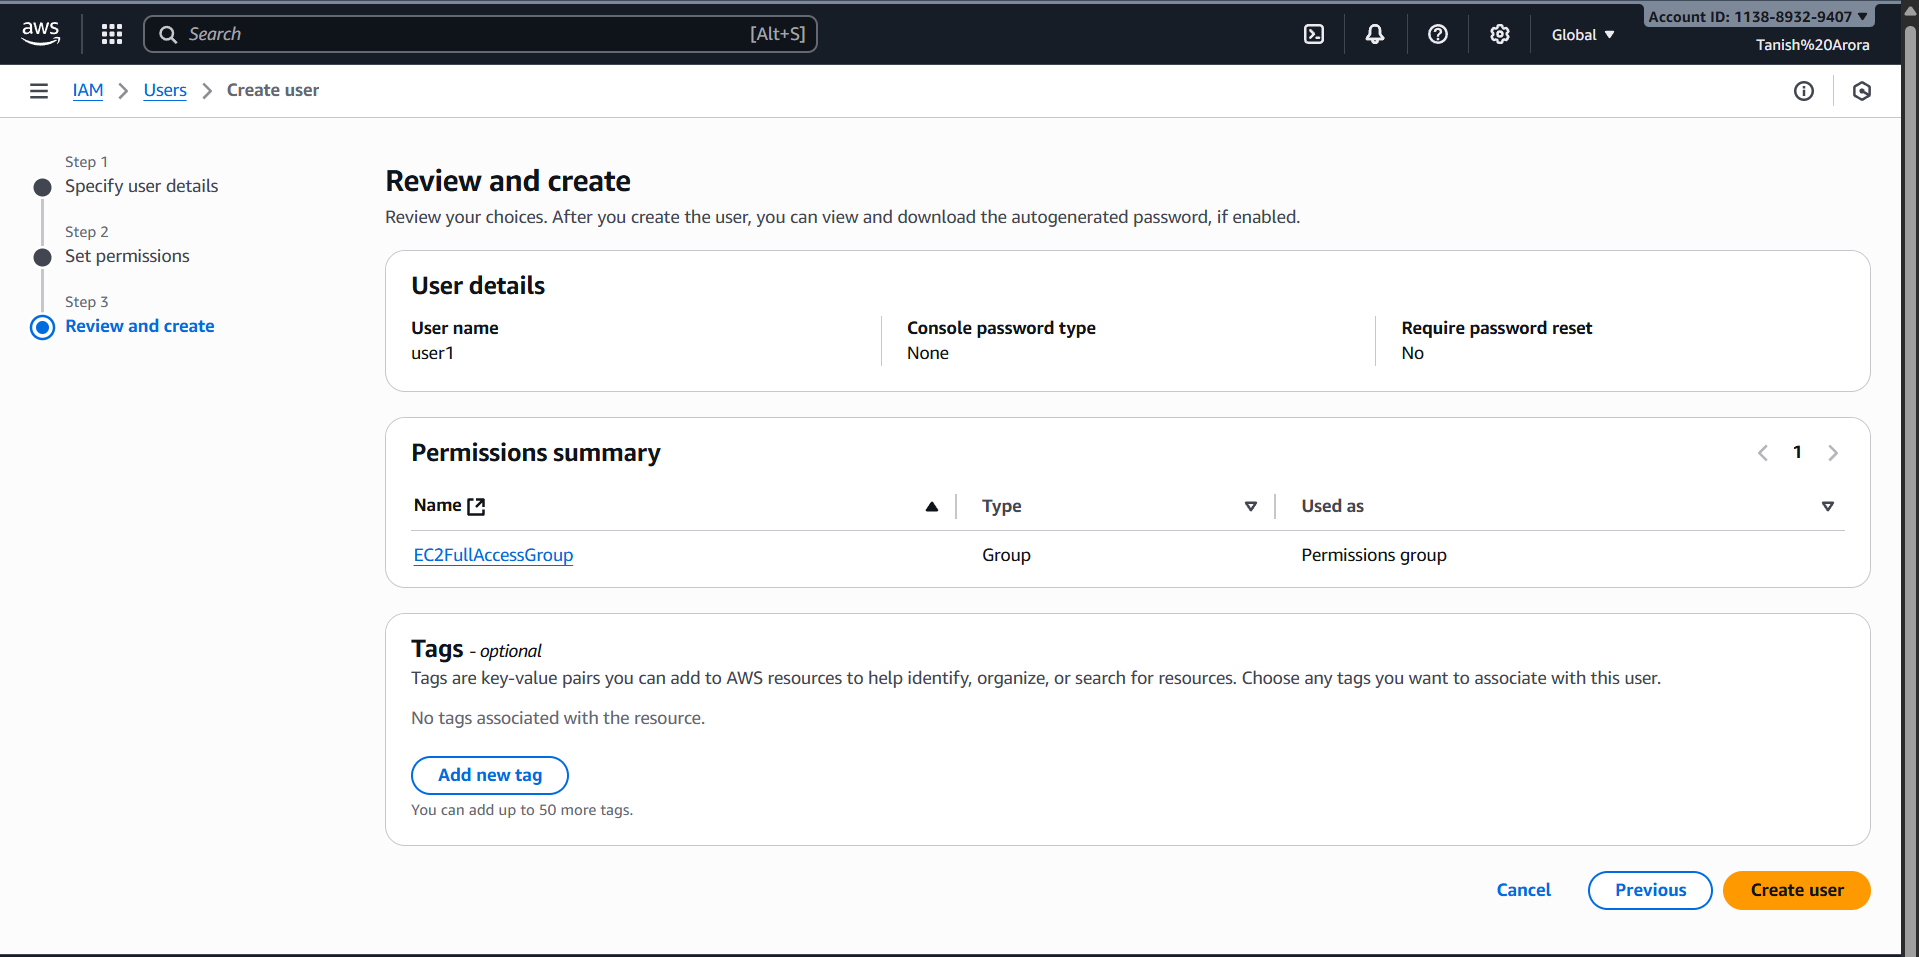 aws
Search [Alt+S]
Global
Account ID: 1138-8932-9407
Tanish%20Arora
IAM Users Create user
Step 1
Specify user details
Step 2
Set permissions
Step 3
Review and create
Review and create
Review your choices. After you create the user, you can view and download the autogenerated password, if enabled.
User details
User name Console password type Require password reset
user1 None No
Permissions summary 1
Name Type Used as
EC2FullAccessGroup Group Permissions group
Tags - optional
Tags are key-value pairs you can add to AWS resources to help identify, organize, or search for resources. Choose any tags you want to associate with this user.
No tags associated with the resource.
Add new tag
You can add up to 50 more tags.
Cancel Previous Create user